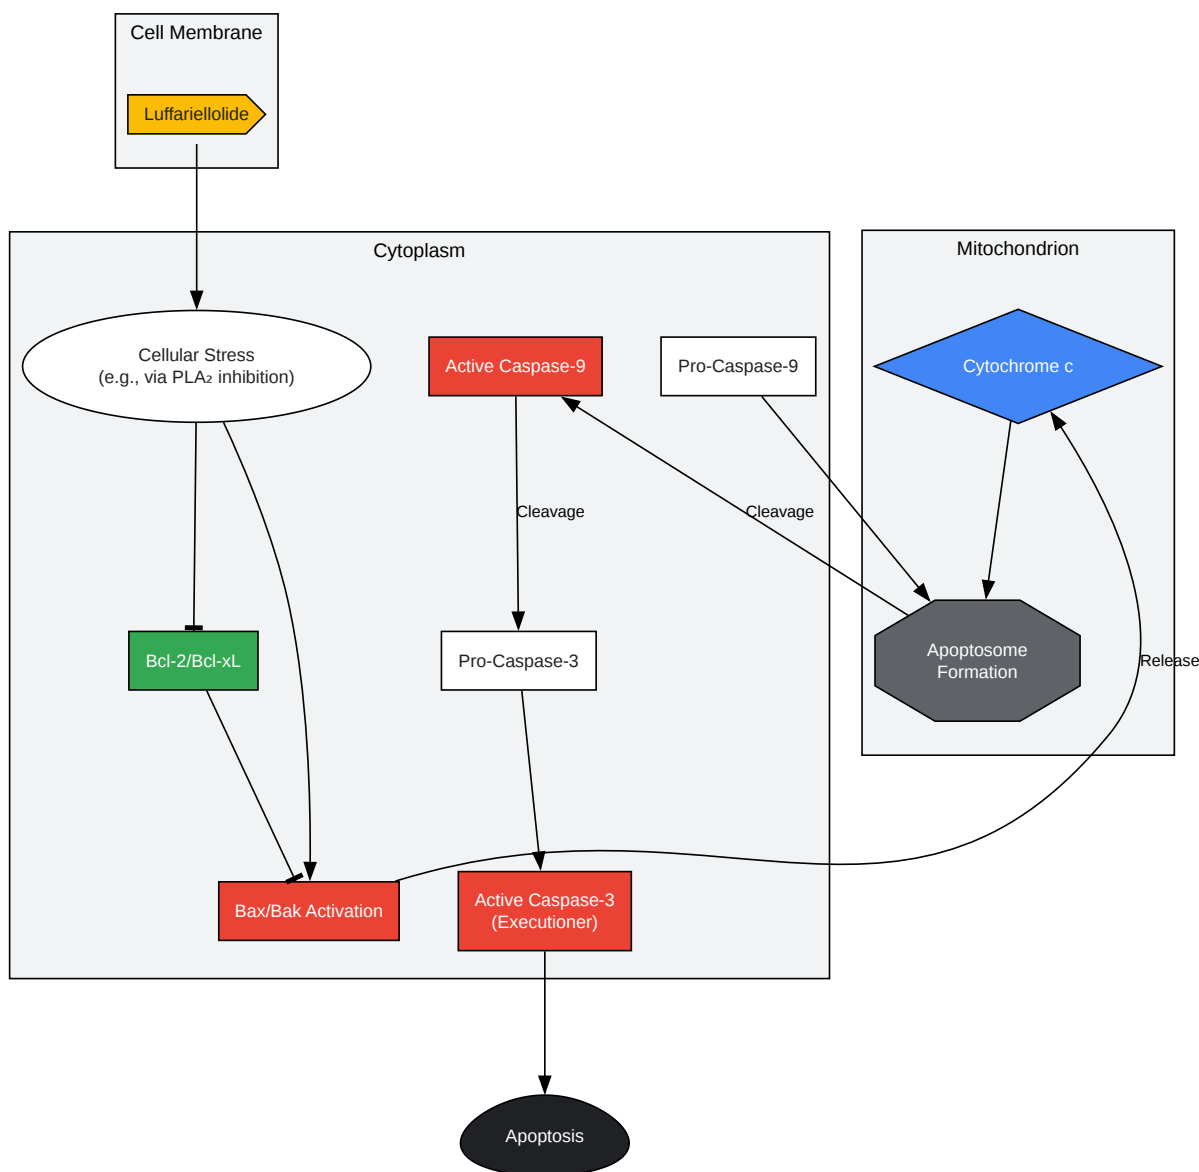 Cell Membrane
Luffariellolide
Cytoplasm
Mitochondrion
Cellular Stress
(e.g., via PLA₂ inhibition)
Active Caspase-9
Pro-Caspase-9
Cytochrome c
Cleavage
Cleavage
Bcl-2/Bcl-xL
Pro-Caspase-3
Apoptosome
Formation
Release
Bax/Bak Activation
Active Caspase-3
(Executioner)
Apoptosis